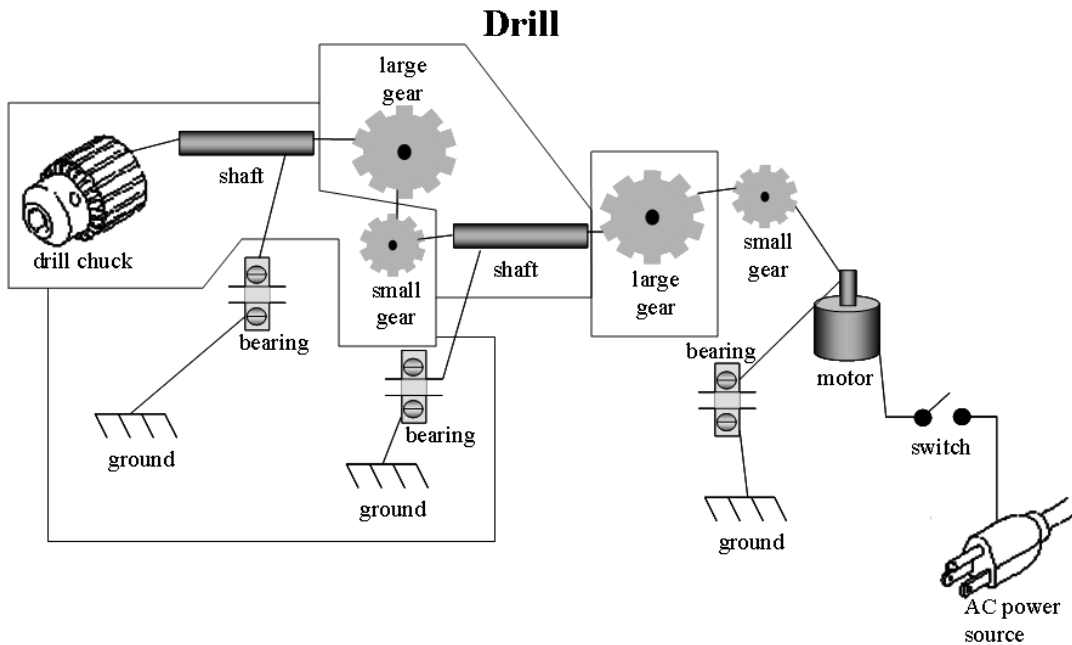 Drill
large
gear
shaft
drill chuck
small
gear
shaft
large
gear
small
gear
bearing
ground
bearing
ground
bearing
ground
motor
switch
AC power
source